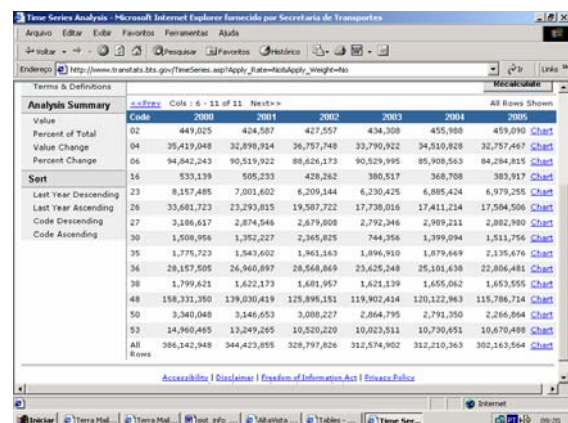 Time Series Analysis - Microsoft Internet Explorer fornecido por Secretaria de Transportes
Arquivo Editar Exibir Favoritos Ferramentas Ajuda
Voltar Pesquisar Favoritos Histórico
Endereço http://www.transtats.bts.gov/TimeSeries.asp?Apply_Rate=No&Apply_Weight=No Ir Links
Terms & Definitions
Recalculate
Analysis Summary
Value
Percent of Total
Value Change
Percent Change
Sort
Last Year Descending
Last Year Ascending
Code Descending
Code Ascending
<<Prev Cols : 6 - 11 of 11 Next>> All Rows Shown
Code 2000 2001 2002 2003 2004 2005
02 449,025 424,587 427,557 434,308 455,988 459,090 Chart
04 35,419,048 32,898,914 36,757,748 33,790,922 34,510,828 32,757,467 Chart
06 94,842,243 90,519,922 88,626,173 90,529,995 85,908,563 84,284,815 Chart
16 533,139 505,233 428,262 380,517 368,708 383,917 Chart
23 8,157,485 7,001,602 6,209,144 6,230,425 6,885,424 6,979,255 Chart
26 33,681,723 23,293,815 19,587,722 17,738,016 17,411,214 17,584,506 Chart
27 3,186,617 2,874,546 2,679,808 2,792,346 2,989,211 2,882,980 Chart
30 1,508,956 1,352,227 2,365,825 744,356 1,399,094 1,511,756 Chart
35 1,775,723 1,543,602 1,961,163 1,896,910 1,879,669 2,135,676 Chart
36 28,157,505 26,960,897 28,568,869 23,625,248 25,101,638 22,806,481 Chart
38 1,799,621 1,622,173 1,681,957 1,621,139 1,655,062 1,653,555 Chart
48 158,331,350 139,030,419 125,895,151 119,902,414 120,122,963 115,786,714 Chart
50 3,340,048 3,146,653 3,088,227 2,864,795 2,791,350 2,266,864 Chart
53 14,960,465 13,249,265 10,520,220 10,023,511 10,730,651 10,670,488 Chart
All Rows 386,142,948 344,423,855 328,797,826 312,574,902 312,210,363 302,163,564 Chart
Accessibility | Disclaimer | Freedom of Information Act | Privacy Policy
Internet
Iniciar Terra Mail... Terra Mail... AltaVista ... Tables - ... Time Ser... PT 09:20